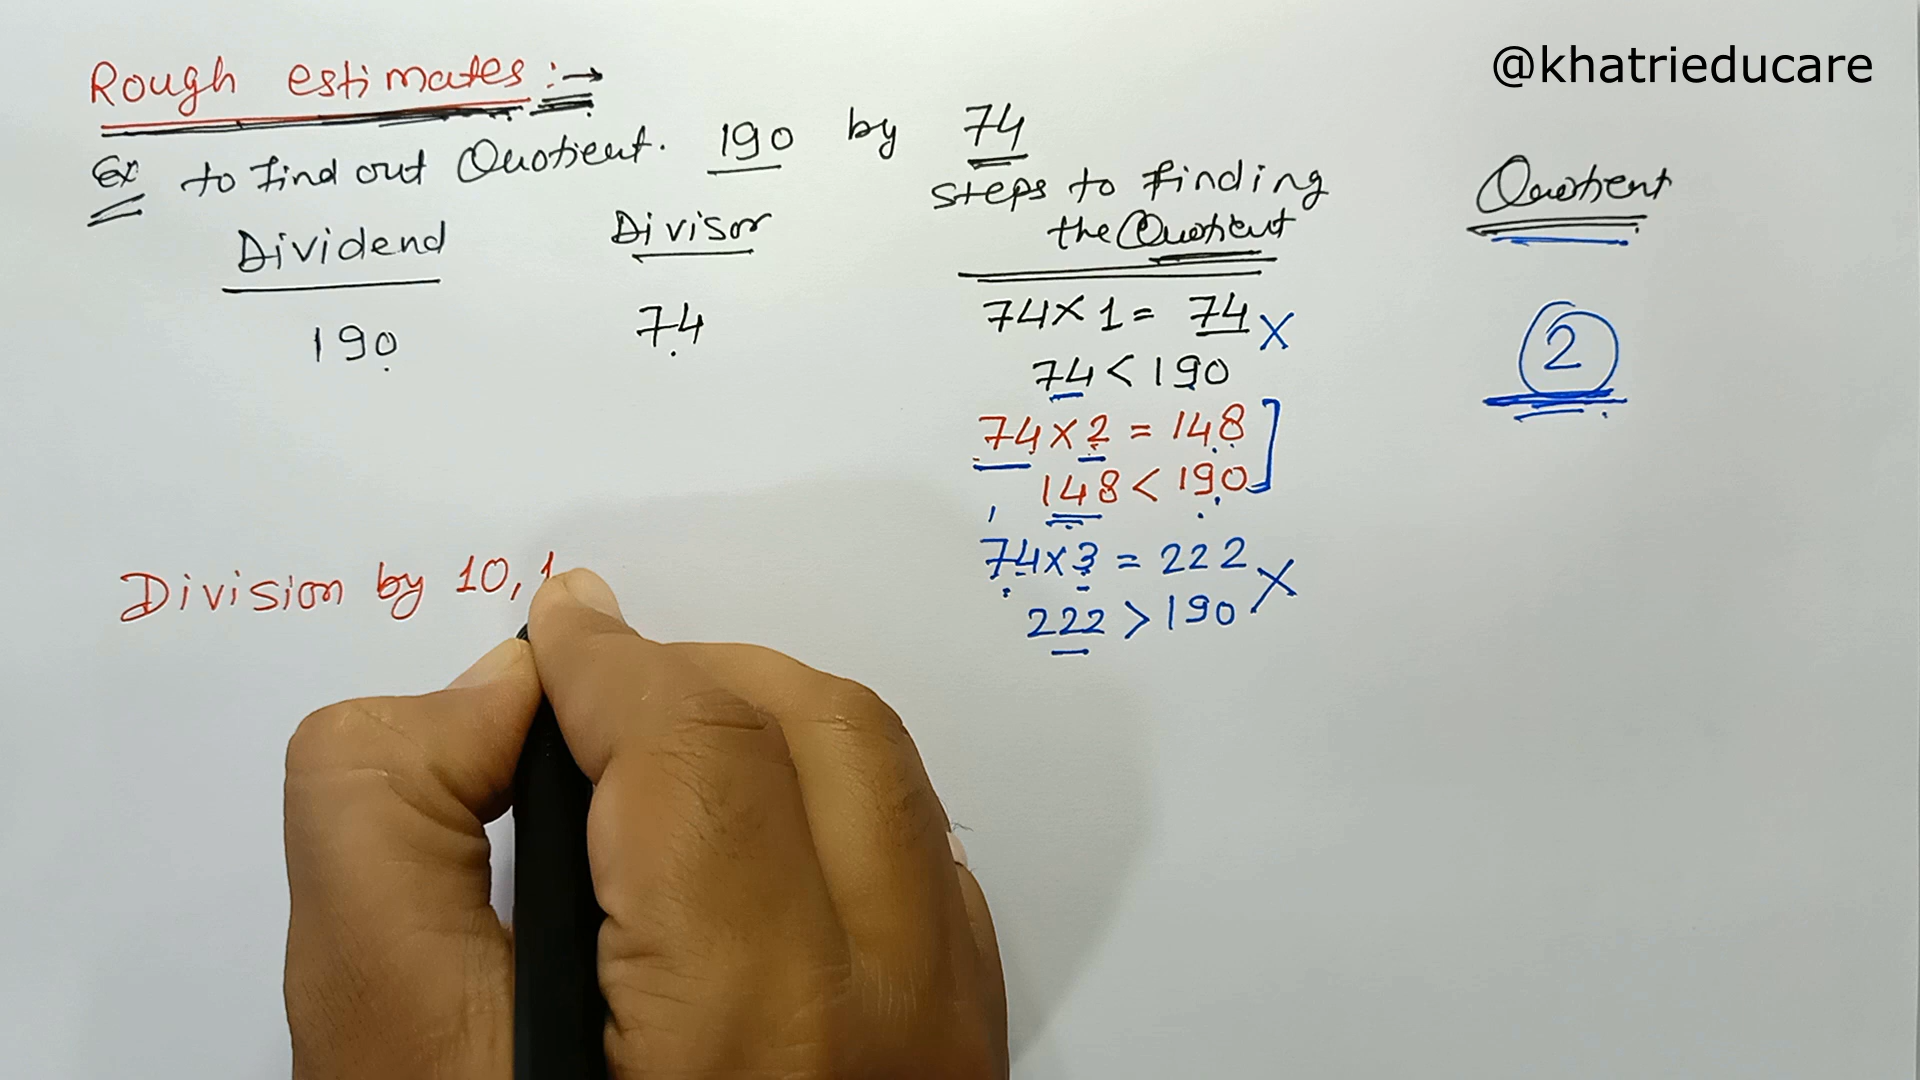 @khatrieducare
Rough estimates :→
Ex to find out Quotient. 190 by 74
Dividend
190
Divisor
74
steps to finding
the Quotient
74×1= 74 X
74<190
74×2=148
148<190
74×3=222 X
222>190
Quotient
2
Division by 10, 1